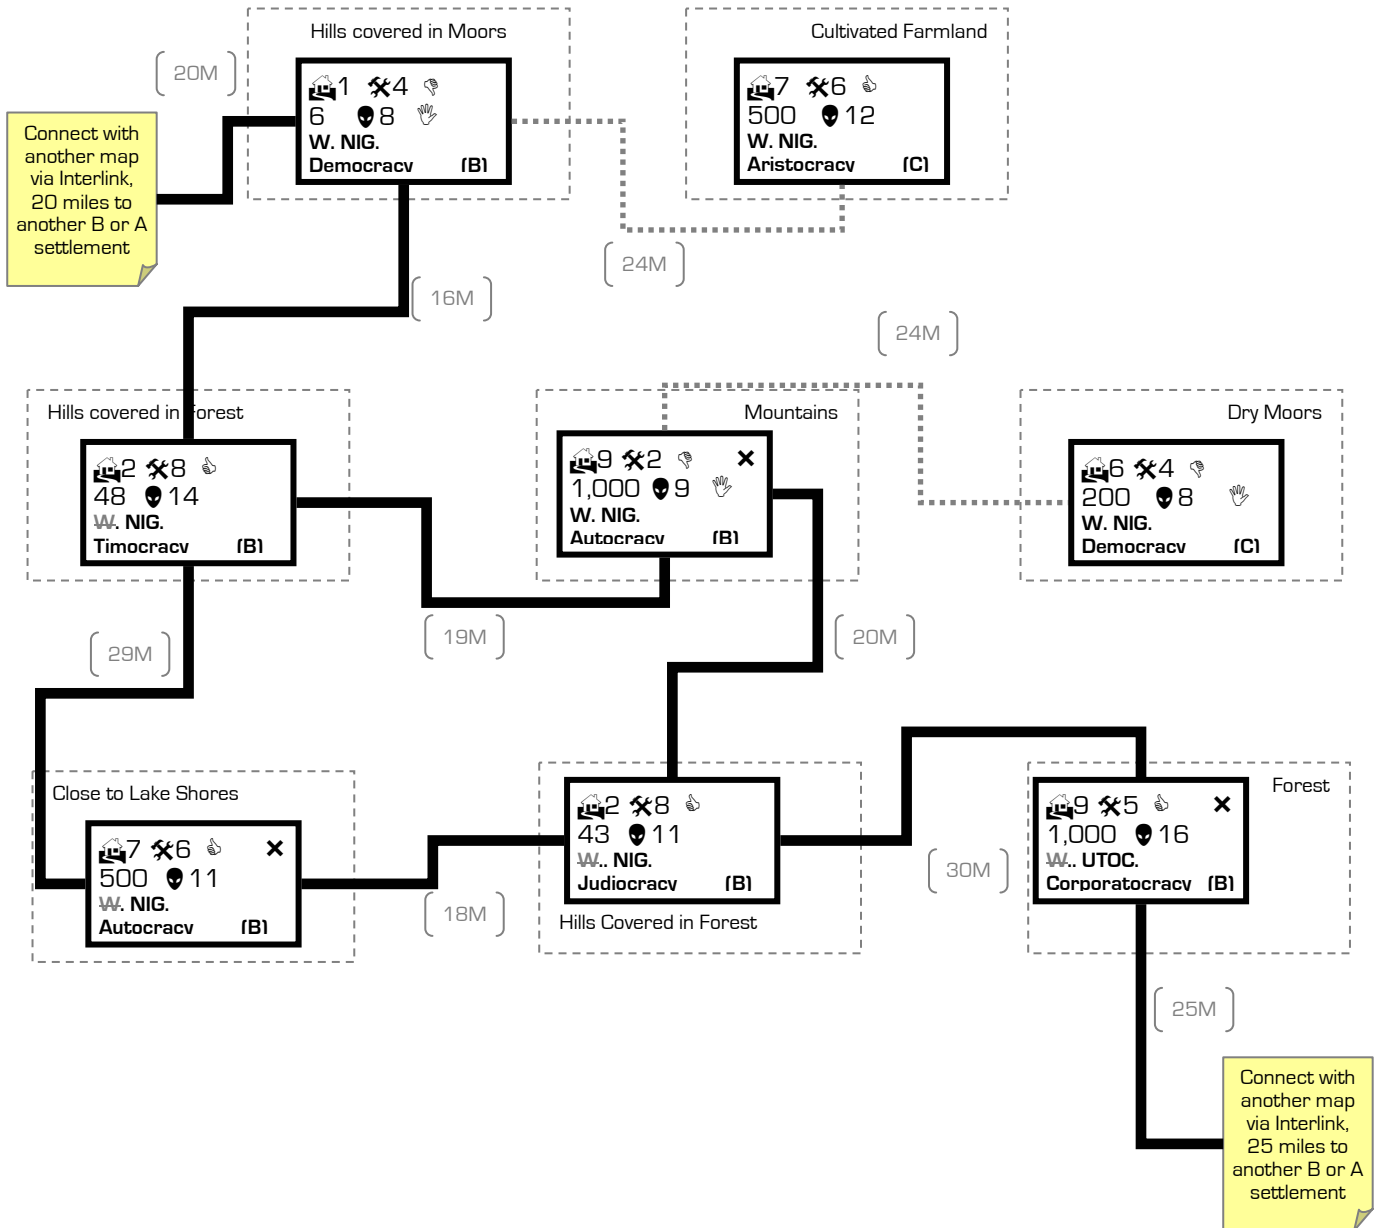 Hills covered in Moors
Cultivated Farmland
20M
1 4
6 8
W. NIG.
Democracy (B)
7 6
500 12
W. NIG.
Aristocracy (C)
Connect with
another map
via Interlink,
20 miles to
another B or A
settlement
24M
16M
24M
Hills covered in Forest
Mountains
Dry Moors
2 8
48 14
W. NIG.
Timocracy (B)
9 2 ×
1,000 9
W. NIG.
Autocracy (B)
6 4
200 8
W. NIG.
Democracy (C)
29M
19M
20M
Close to Lake Shores
Forest
7 6 ×
500 11
W. NIG.
Autocracy (B)
2 8
43 11
W.. NIG.
Judiocracy (B)
Hills Covered in Forest
9 5 ×
1,000 16
W.. UTOC.
Corporatocracy (B)
18M
30M
25M
Connect with
another map
via Interlink,
25 miles to
another B or A
settlement